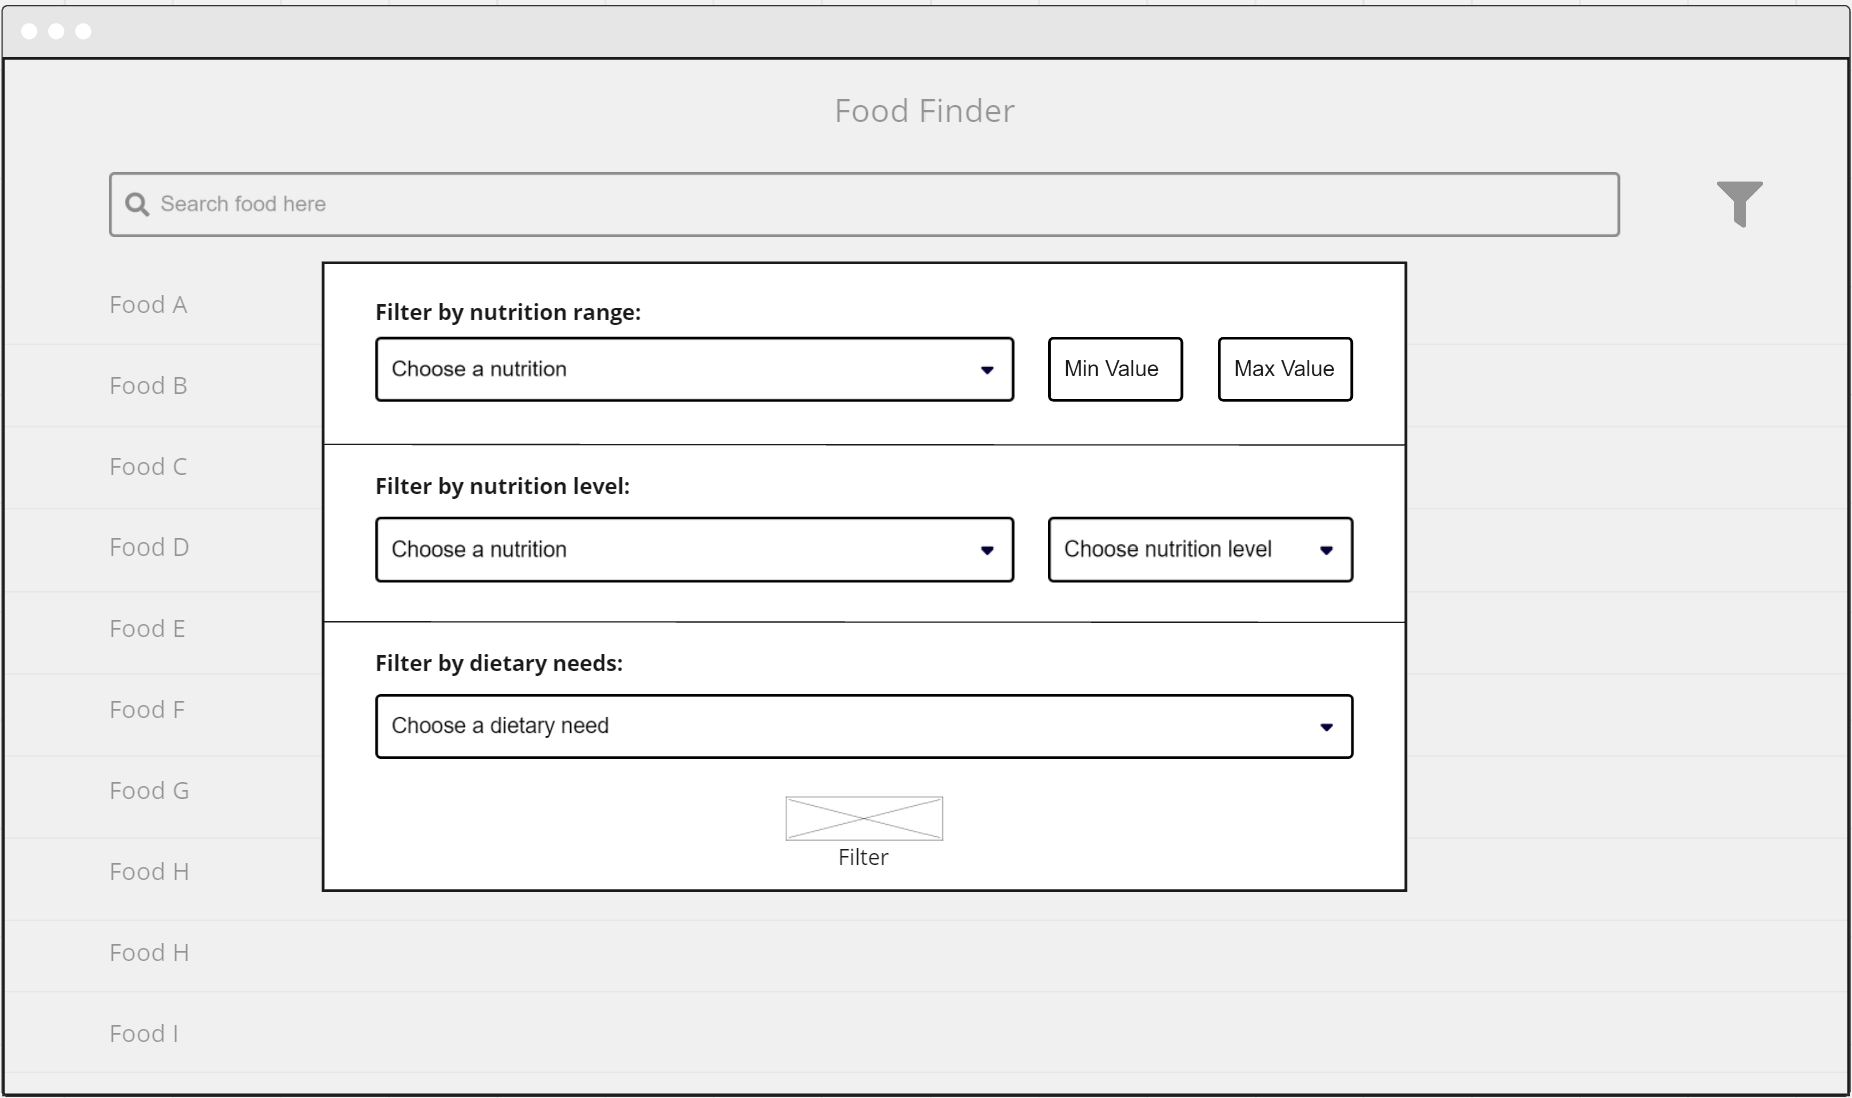 Food Finder
Search food here
Food A
Food B
Food C
Food D
Food E
Food F
Food G
Food H
Food H
Food I
Filter by nutrition range:
Choose a nutrition
Min Value
Max Value
Filter by nutrition level:
Choose a nutrition
Choose nutrition level
Filter by dietary needs:
Choose a dietary need
Filter